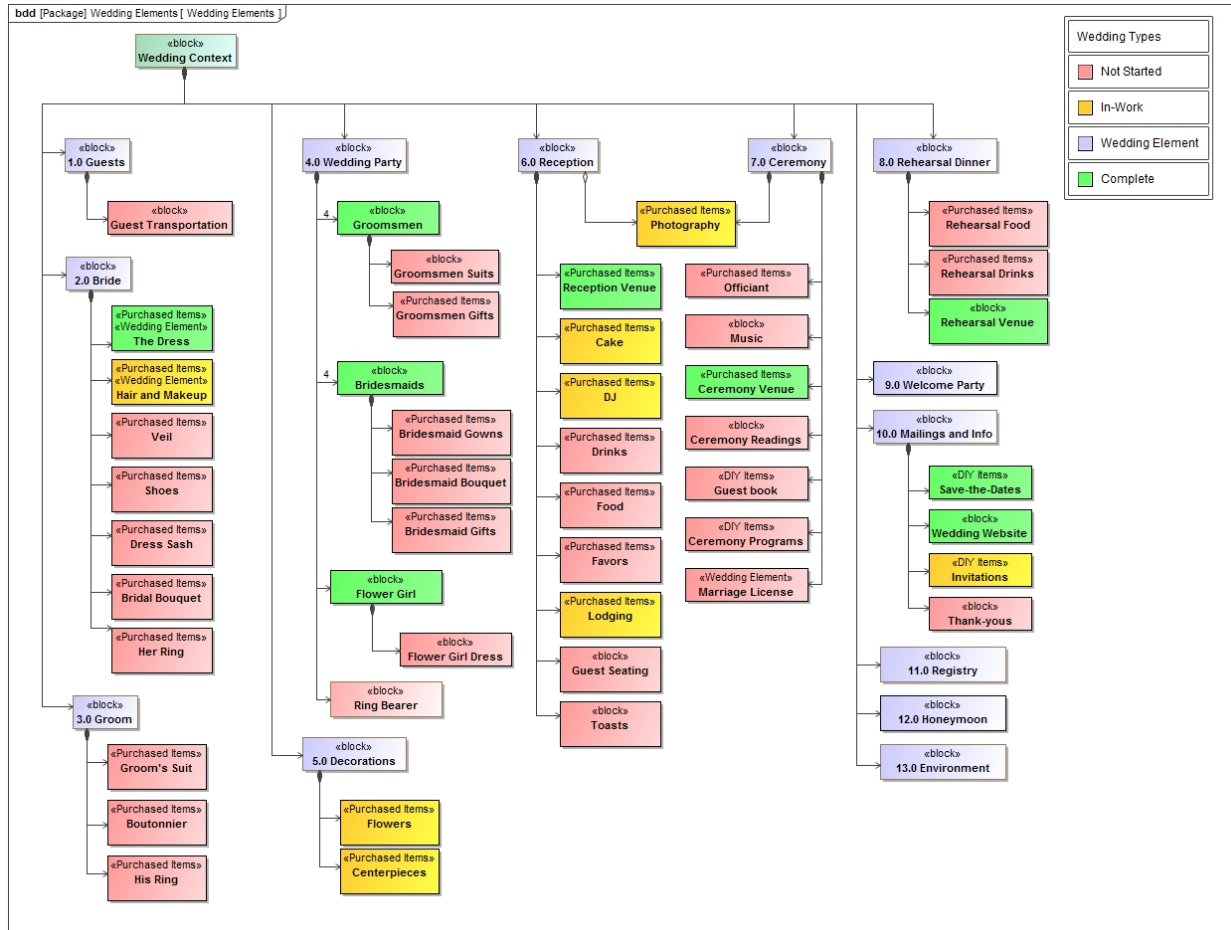 bdd [Package] Wedding Elements[ Wedding Elements ]
«block»
Wedding Context
Wedding Types
Not Started
In-Work
Wedding Element
Complete
«block»
1.0 Guests
«block»
Guest Transportation
«block»
2.0 Bride
«Purchased Items»
«Wedding Element»
The Dress
«Purchased Items»
«Wedding Element»
Hair and Makeup
«Purchased Items»
Veil
«Purchased Items»
Shoes
«Purchased Items»
Dress Sash
«Purchased Items»
Bridal Bouquet
«Purchased Items»
Her Ring
«block»
3.0 Groom
«Purchased Items»
Groom's Suit
«Purchased Items»
Boutonnier
«Purchased Items»
His Ring
«block»
4.0 Wedding Party
4
«block»
Groomsmen
«block»
Groomsmen Suits
«Purchased Items»
Groomsmen Gifts
4
«block»
Bridesmaids
«Purchased Items»
Bridesmaid Gowns
«Purchased Items»
Bridesmaid Bouquet
«Purchased Items»
Bridesmaid Gifts
«block»
Flower Girl
«block»
Flower Girl Dress
«block»
Ring Bearer
«block»
5.0 Decorations
«Purchased Items»
Flowers
«Purchased Items»
Centerpieces
«block»
6.0 Reception
«Purchased Items»
Photography
«Purchased Items»
Reception Venue
«Purchased Items»
Cake
«Purchased Items»
DJ
«Purchased Items»
Drinks
«Purchased Items»
Food
«Purchased Items»
Favors
«Purchased Items»
Lodging
«block»
Guest Seating
«block»
Toasts
«block»
7.0 Ceremony
«Purchased Items»
Officiant
«block»
Music
«Purchased Items»
Ceremony Venue
«block»
Ceremony Readings
«DIY Items»
Guest book
«DIY Items»
Ceremony Programs
«Wedding Element»
Marriage License
«block»
8.0 Rehearsal Dinner
«Purchased Items»
Rehearsal Food
«Purchased Items»
Rehearsal Drinks
«block»
Rehearsal Venue
«block»
9.0 Welcome Party
«block»
10.0 Mailings and Info
«DIY Items»
Save-the-Dates
«block»
Wedding Website
«DIY Items»
Invitations
«block»
Thank-yous
«block»
11.0 Registry
«block»
12.0 Honeymoon
«block»
13.0 Environment